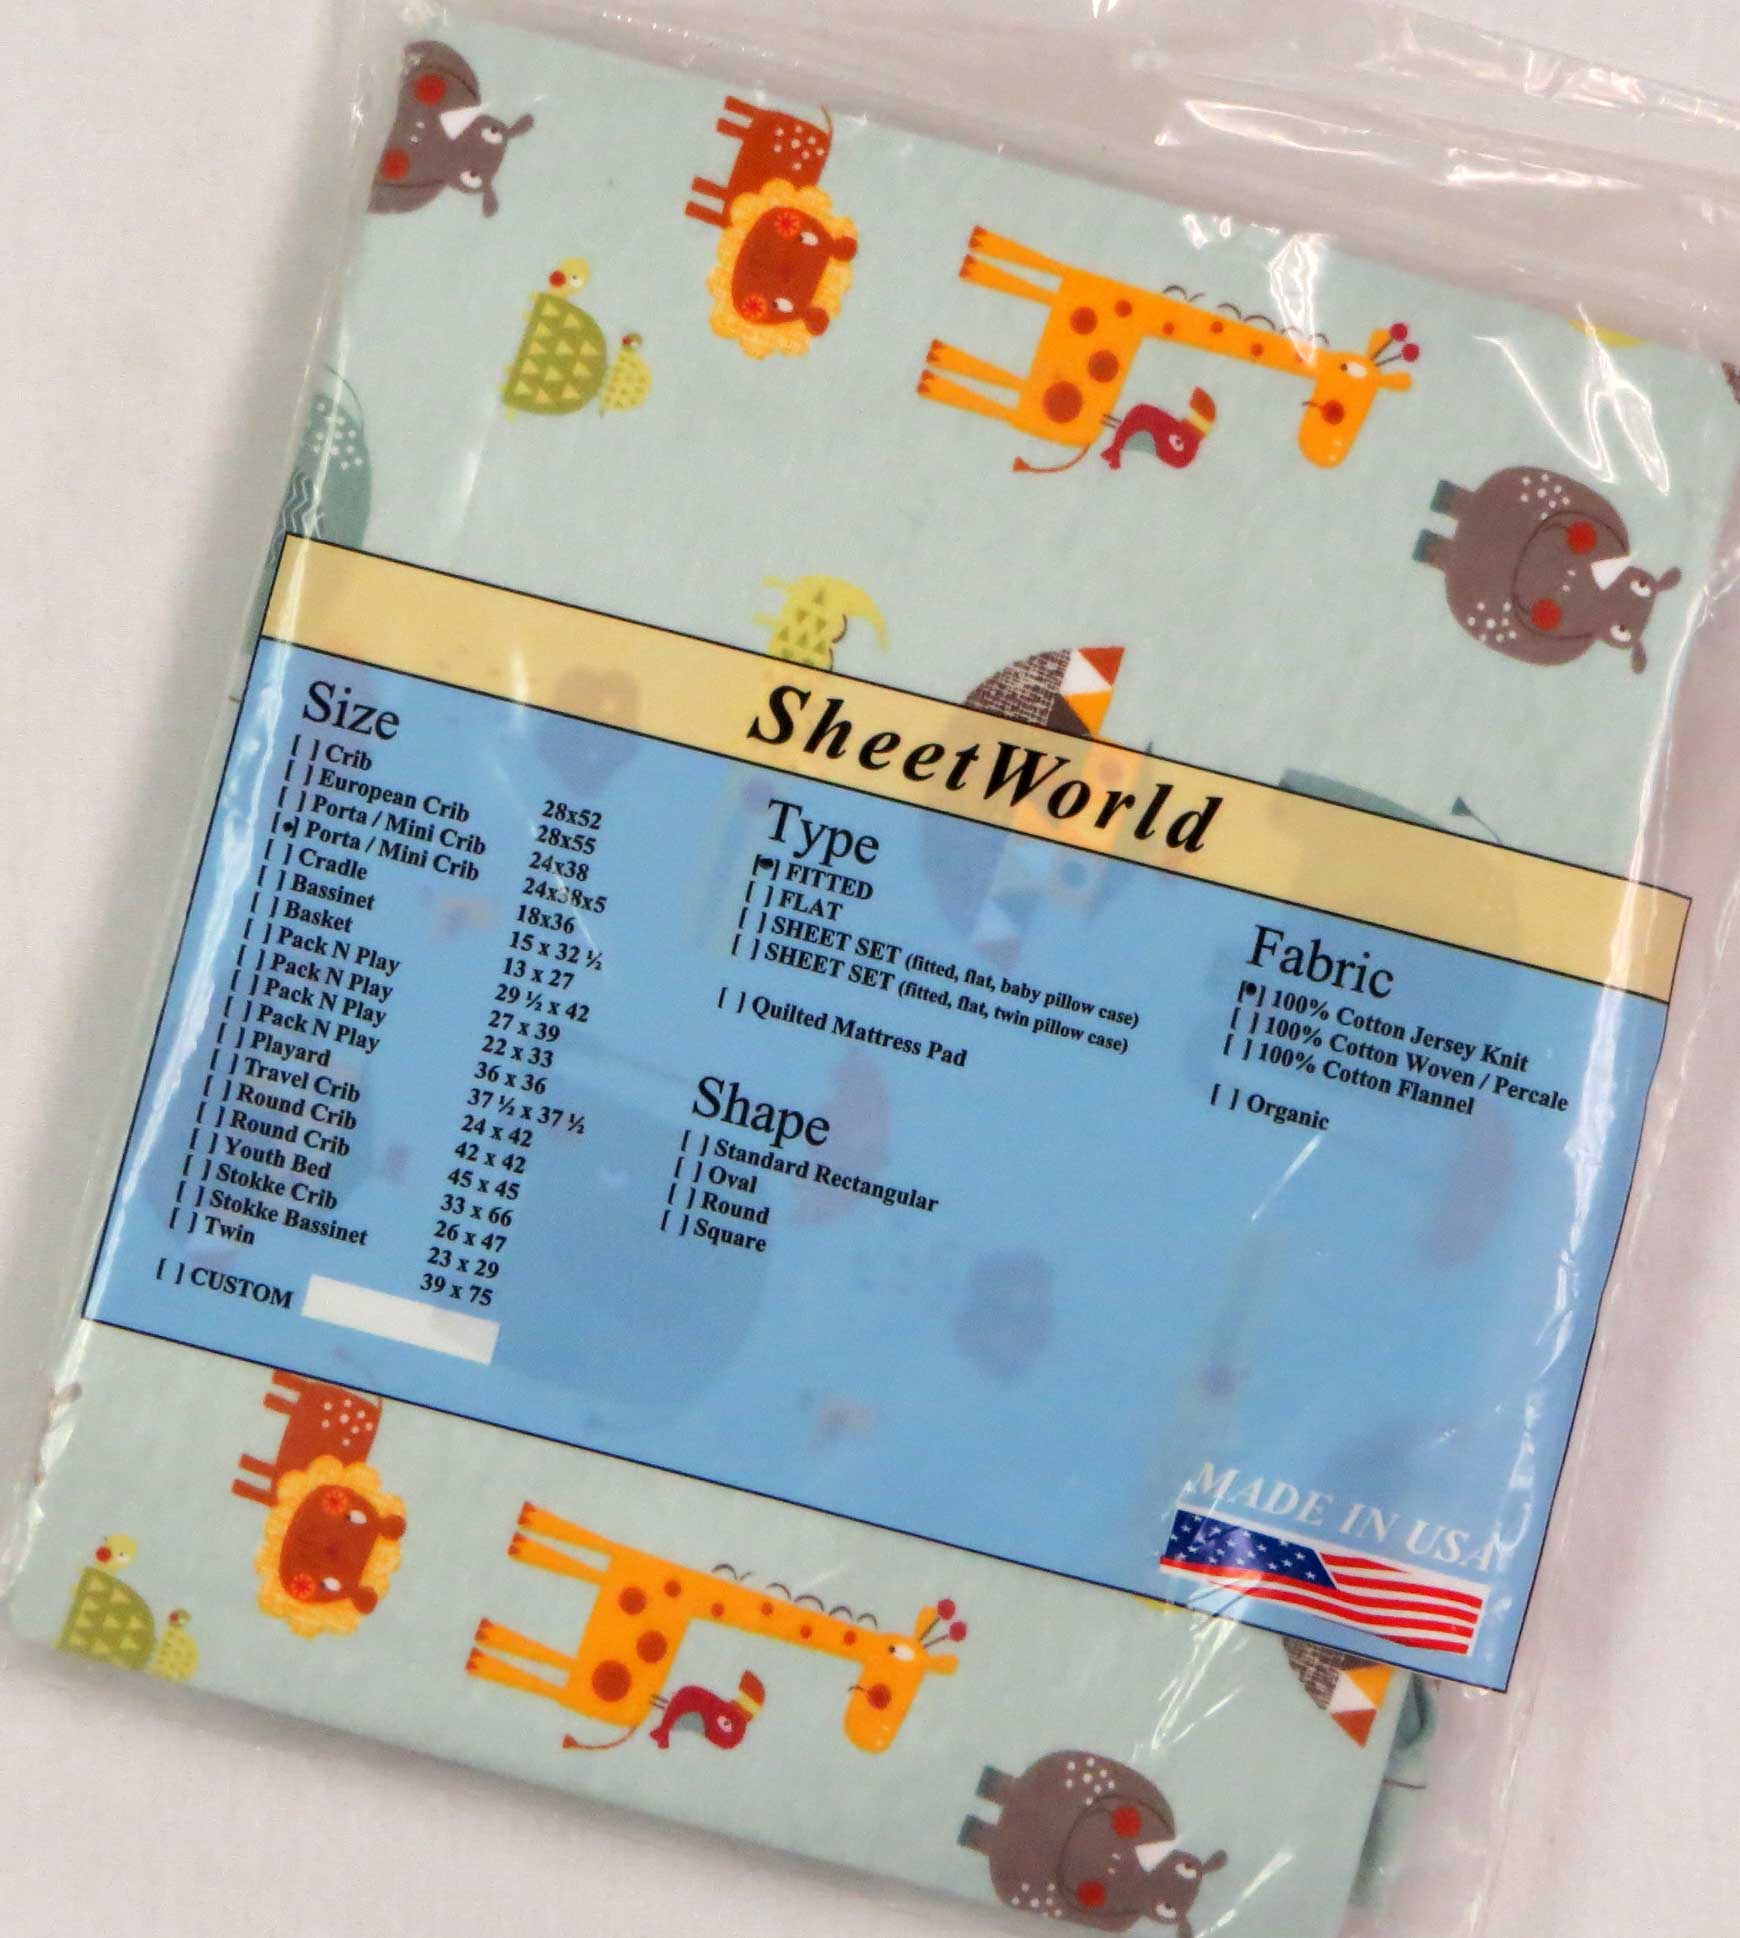 SheetWorld
Size
[ ] Crib 28x52
[ ] European Crib 28x55
[ ] Porta / Mini Crib 24x38
[•] Porta / Mini Crib 24x38x5
[ ] Cradle 18x36
[ ] Bassinet 15 x 32 ½
[ ] Basket 13 x 27
[ ] Pack N Play 29 ½ x 42
[ ] Pack N Play 27 x 39
[ ] Pack N Play 22 x 33
[ ] Pack N Play 36 x 36
[ ] Playard 37 ½ x 37 ½
[ ] Travel Crib 24 x 42
[ ] Round Crib 42 x 42
[ ] Round Crib 45 x 45
[ ] Youth Bed 33 x 66
[ ] Stokke Crib 26 x 47
[ ] Stokke Bassinet 23 x 29
[ ] Twin 39 x 75
[ ] CUSTOM
Type
[•] FITTED
[ ] FLAT
[ ] SHEET SET (fitted, flat, baby pillow case)
[ ] SHEET SET (fitted, flat, twin pillow case)
[ ] Quilted Mattress Pad
Shape
[ ] Standard Rectangular
[ ] Oval
[ ] Round
[ ] Square
Fabric
[•] 100% Cotton Jersey Knit
[ ] 100% Cotton Woven / Percale
[ ] 100% Cotton Flannel
[ ] Organic
MADE IN USA